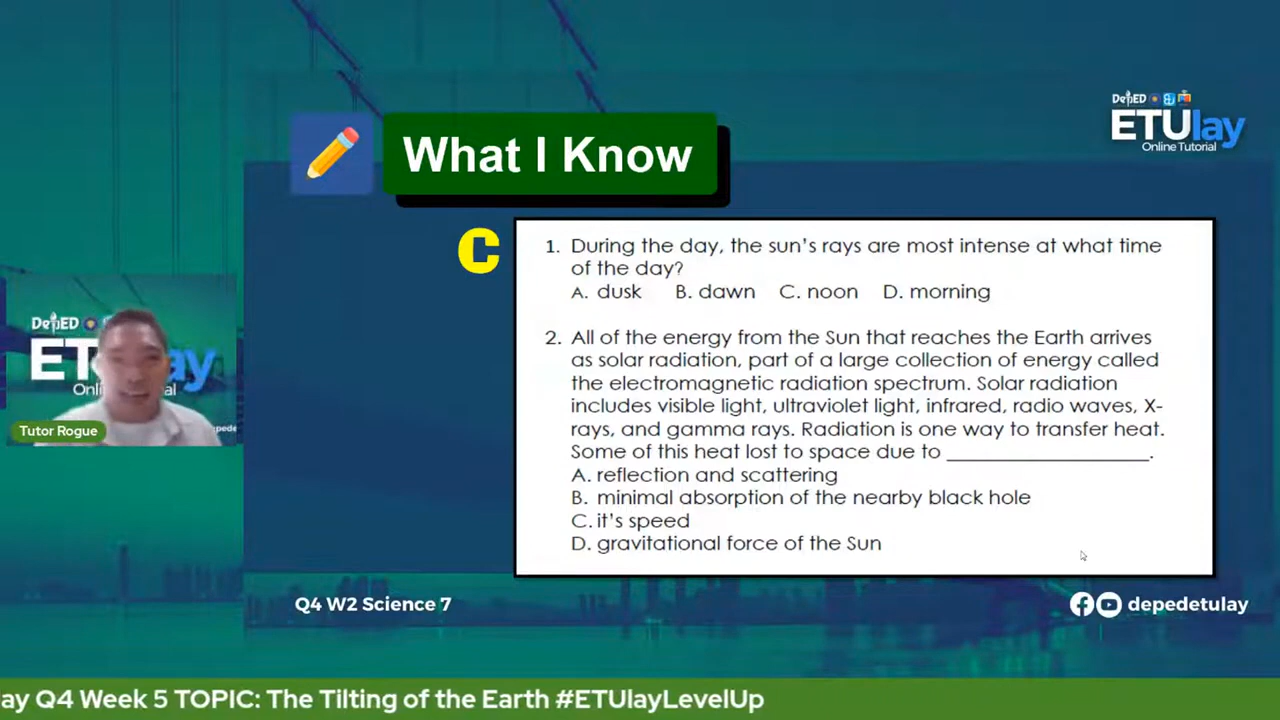 DepED
ETUlay
Online Tutorial
What I Know
C
1. During the day, the sun's rays are most intense at what time
of the day?
A. dusk B. dawn C. noon D. morning
2. All of the energy from the Sun that reaches the Earth arrives
as solar radiation, part of a large collection of energy called
the electromagnetic radiation spectrum. Solar radiation
includes visible light, ultraviolet light, infrared, radio waves, X-
rays, and gamma rays. Radiation is one way to transfer heat.
Some of this heat lost to space due to ____________________.
A. reflection and scattering
B. minimal absorption of the nearby black hole
C. it's speed
D. gravitational force of the Sun
DepED
ET lay
Onli
Tutor Rogue
Q4 W2 Science 7
depedetulay
ay Q4 Week 5 TOPIC: The Tilting of the Earth #ETUlayLevelUp